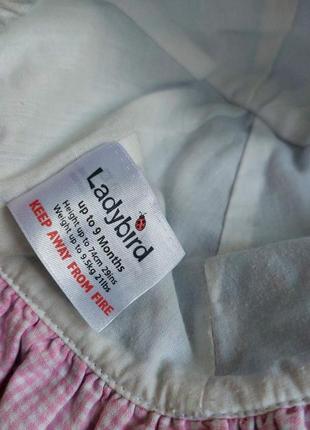 Ladybird
up to 9 Months
Height up to 74cm 29ins
Weight up to 9.5kg 21lbs
KEEP AWAY FROM FIRE